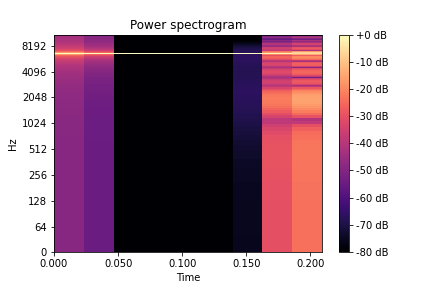 Power spectrogram
Hz
8192
4096
2048
1024
512
256
128
64
0
0.000 0.050 0.100 0.150 0.200
Time
+0 dB
-10 dB
-20 dB
-30 dB
-40 dB
-50 dB
-60 dB
-70 dB
-80 dB